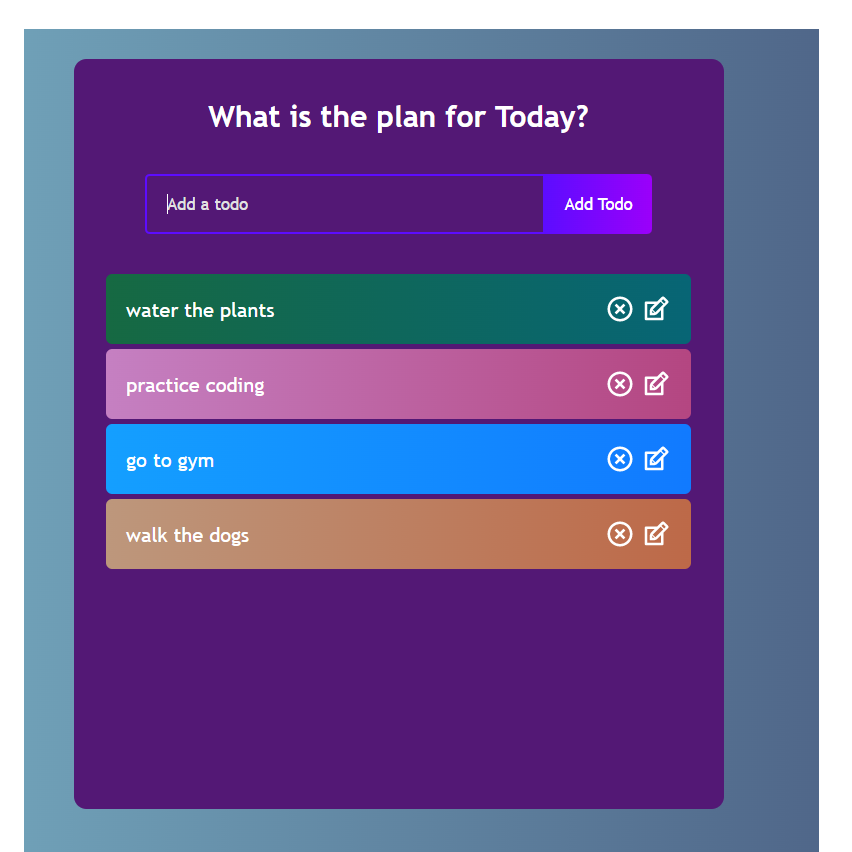 What is the plan for Today?
Add a todo
Add Todo
water the plants
practice coding
go to gym
walk the dogs